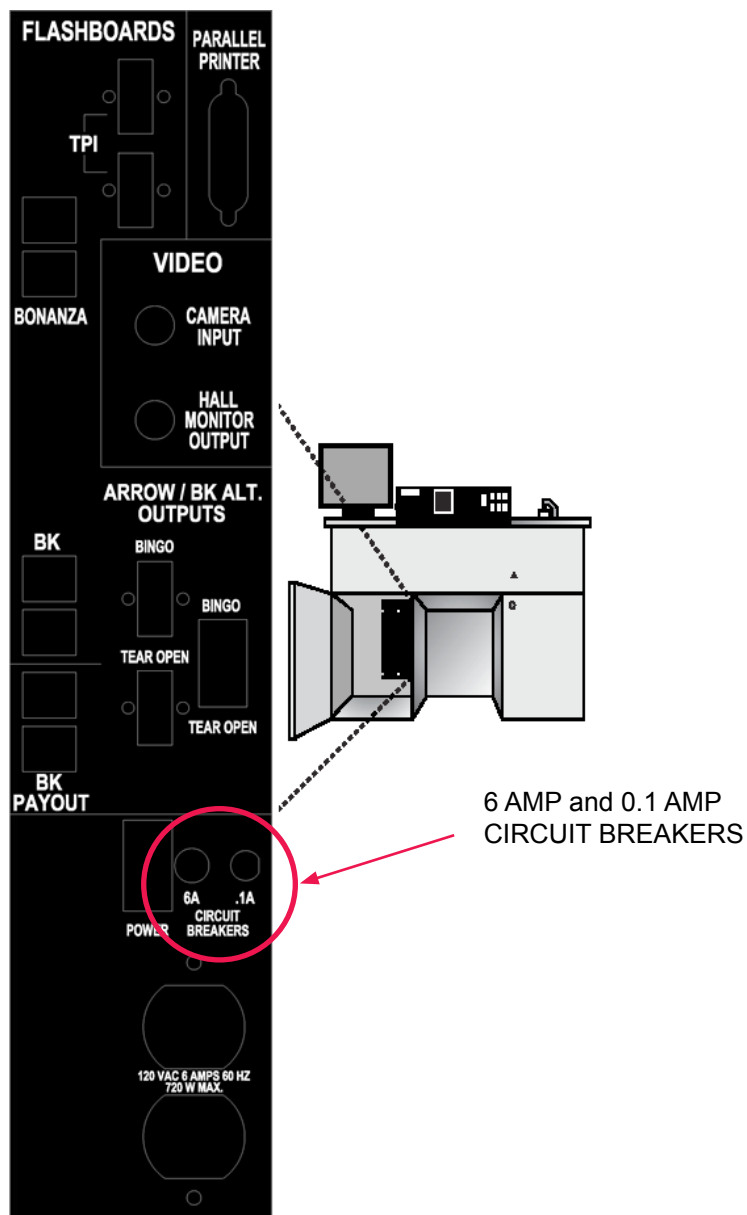 FLASHBOARDS
PARALLEL
PRINTER
TPI
BONANZA
VIDEO
CAMERA
INPUT
HALL
MONITOR
OUTPUT
ARROW / BK ALT.
OUTPUTS
BK
BINGO
BINGO
TEAR OPEN
TEAR OPEN
BK
PAYOUT
6 AMP and 0.1 AMP
CIRCUIT BREAKERS
6A .1A
CIRCUIT
BREAKERS
POWER
120 VAC 6 AMPS 60 HZ
720 W MAX.